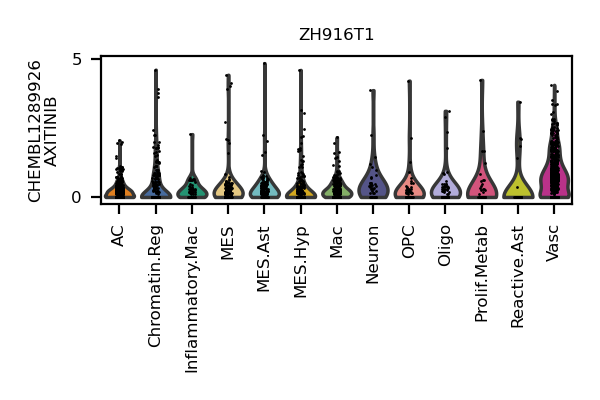 ZH916T1
CHEMBL1289926
AXITINIB
5
0
AC
Chromatin.Reg
Inflammatory.Mac
MES
MES.Ast
MES.Hyp
Mac
Neuron
OPC
Oligo
Prolif.Metab
Reactive.Ast
Vasc